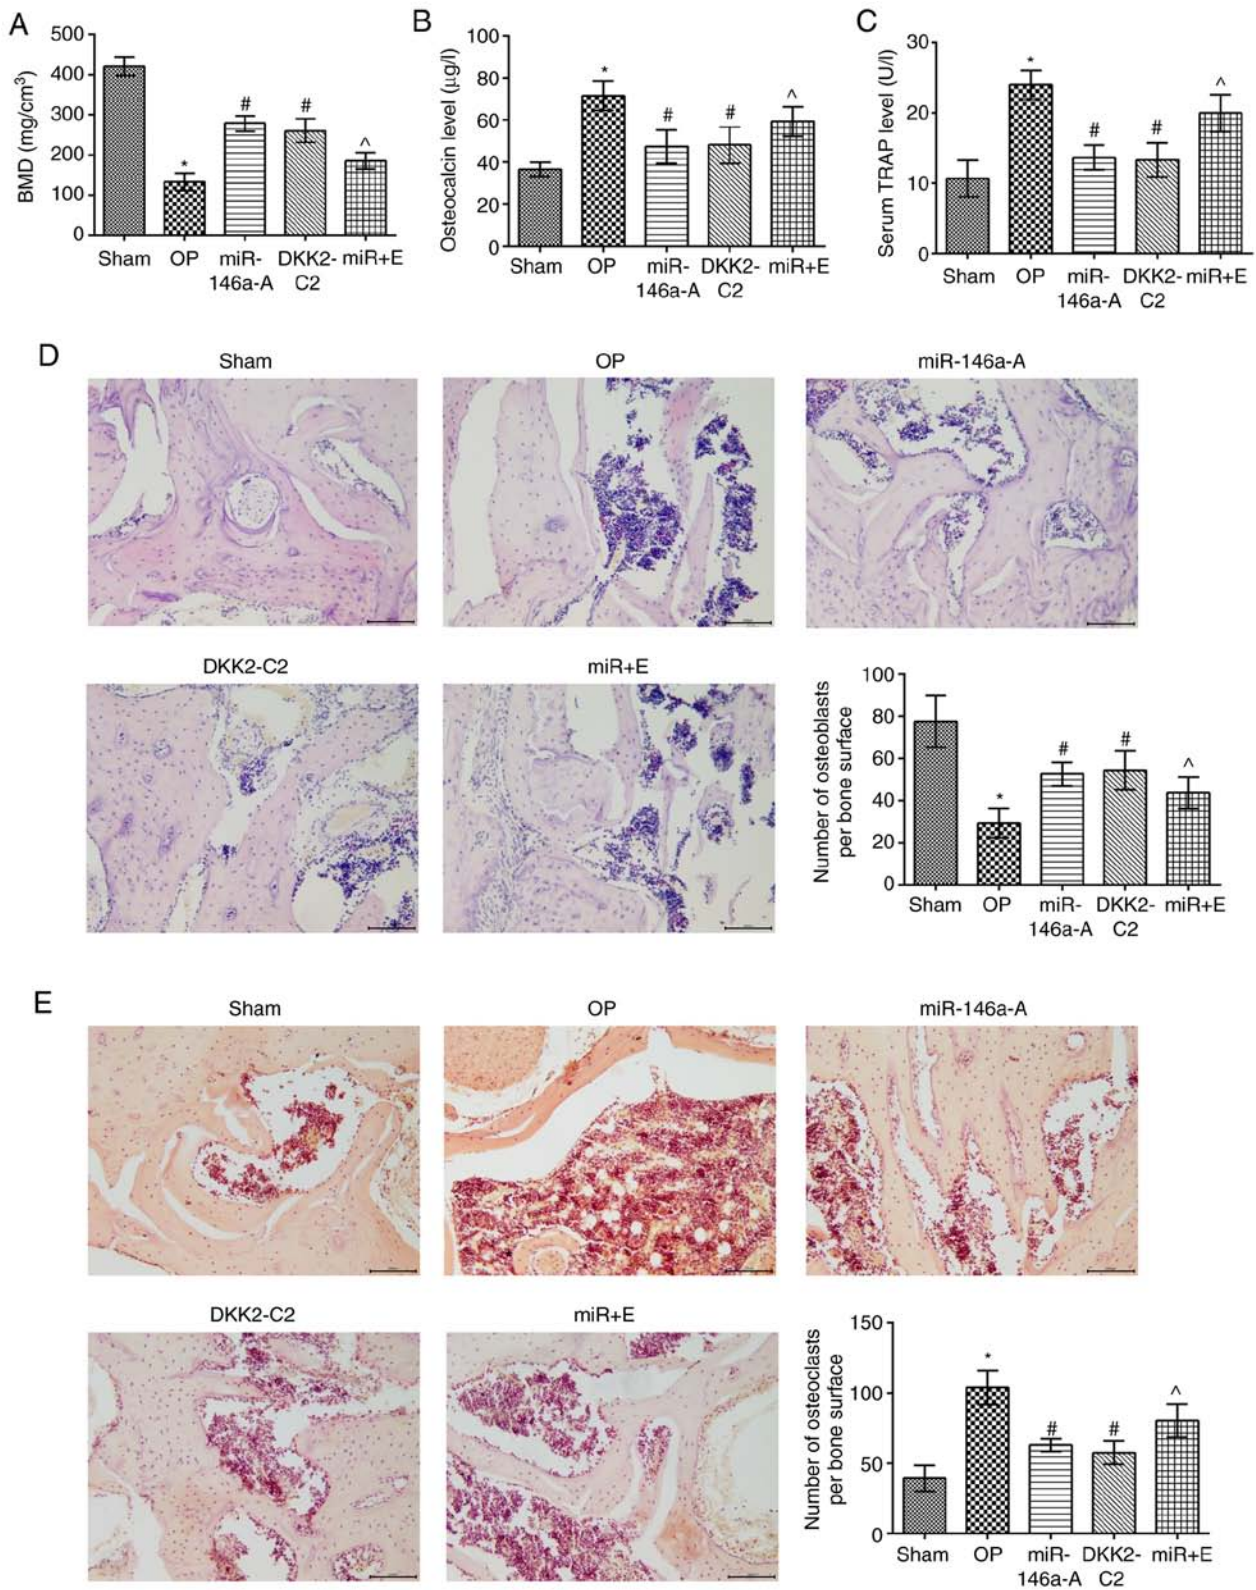 A
BMD (mg/cm³)
500
400
300
200
100
0
*
#
#
^
Sham OP miR-146a-A DKK2-C2 miR+E
B
Osteocalcin level (µg/l)
100
80
60
40
20
0
*
#
#
^
Sham OP miR-146a-A DKK2-C2 miR+E
C
Serum TRAP level (U/l)
30
20
10
0
*
#
#
^
Sham OP miR-146a-A DKK2-C2 miR+E
D
Sham
OP
miR-146a-A
DKK2-C2
miR+E
Number of osteoblasts
per bone surface
100
80
60
40
20
0
*
#
#
^
Sham OP miR-146a-A DKK2-C2 miR+E
E
Sham
OP
miR-146a-A
DKK2-C2
miR+E
Number of osteoclasts
per bone surface
150
100
50
0
*
#
#
^
Sham OP miR-146a-A DKK2-C2 miR+E